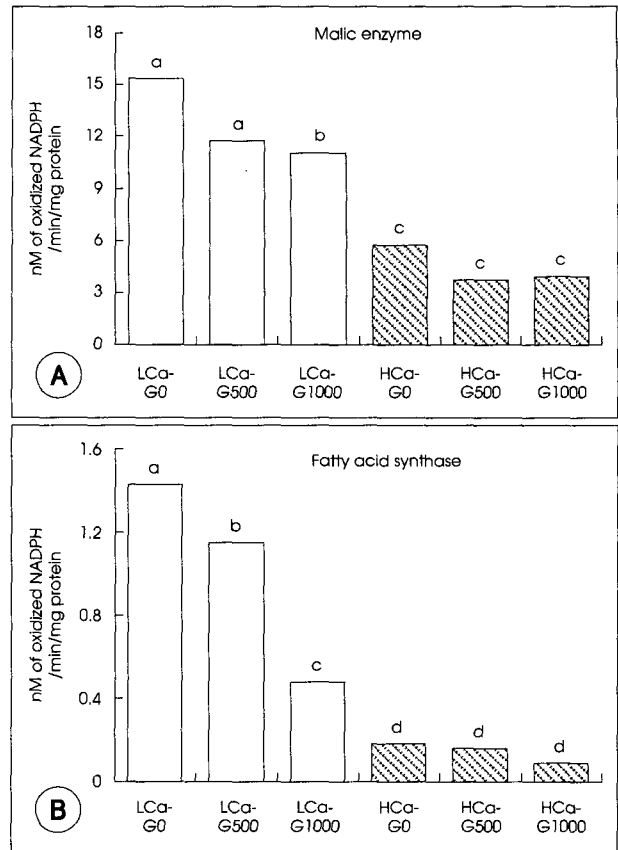 Malic enzyme
nM of oxidized NADPH
/min/mg protein
18
15
12
9
6
3
0
a
a
b
c
c
c
LCa-
G0
LCa-
G500
LCa-
G1000
HCa-
G0
HCa-
G500
HCa-
G1000
A
Fatty acid synthase
nM of oxidized NADPH
/min/mg protein
1.6
1.2
0.8
0.4
0
a
b
c
d
d
d
LCa-
G0
LCa-
G500
LCa-
G1000
HCa-
G0
HCa-
G500
HCa-
G1000
B